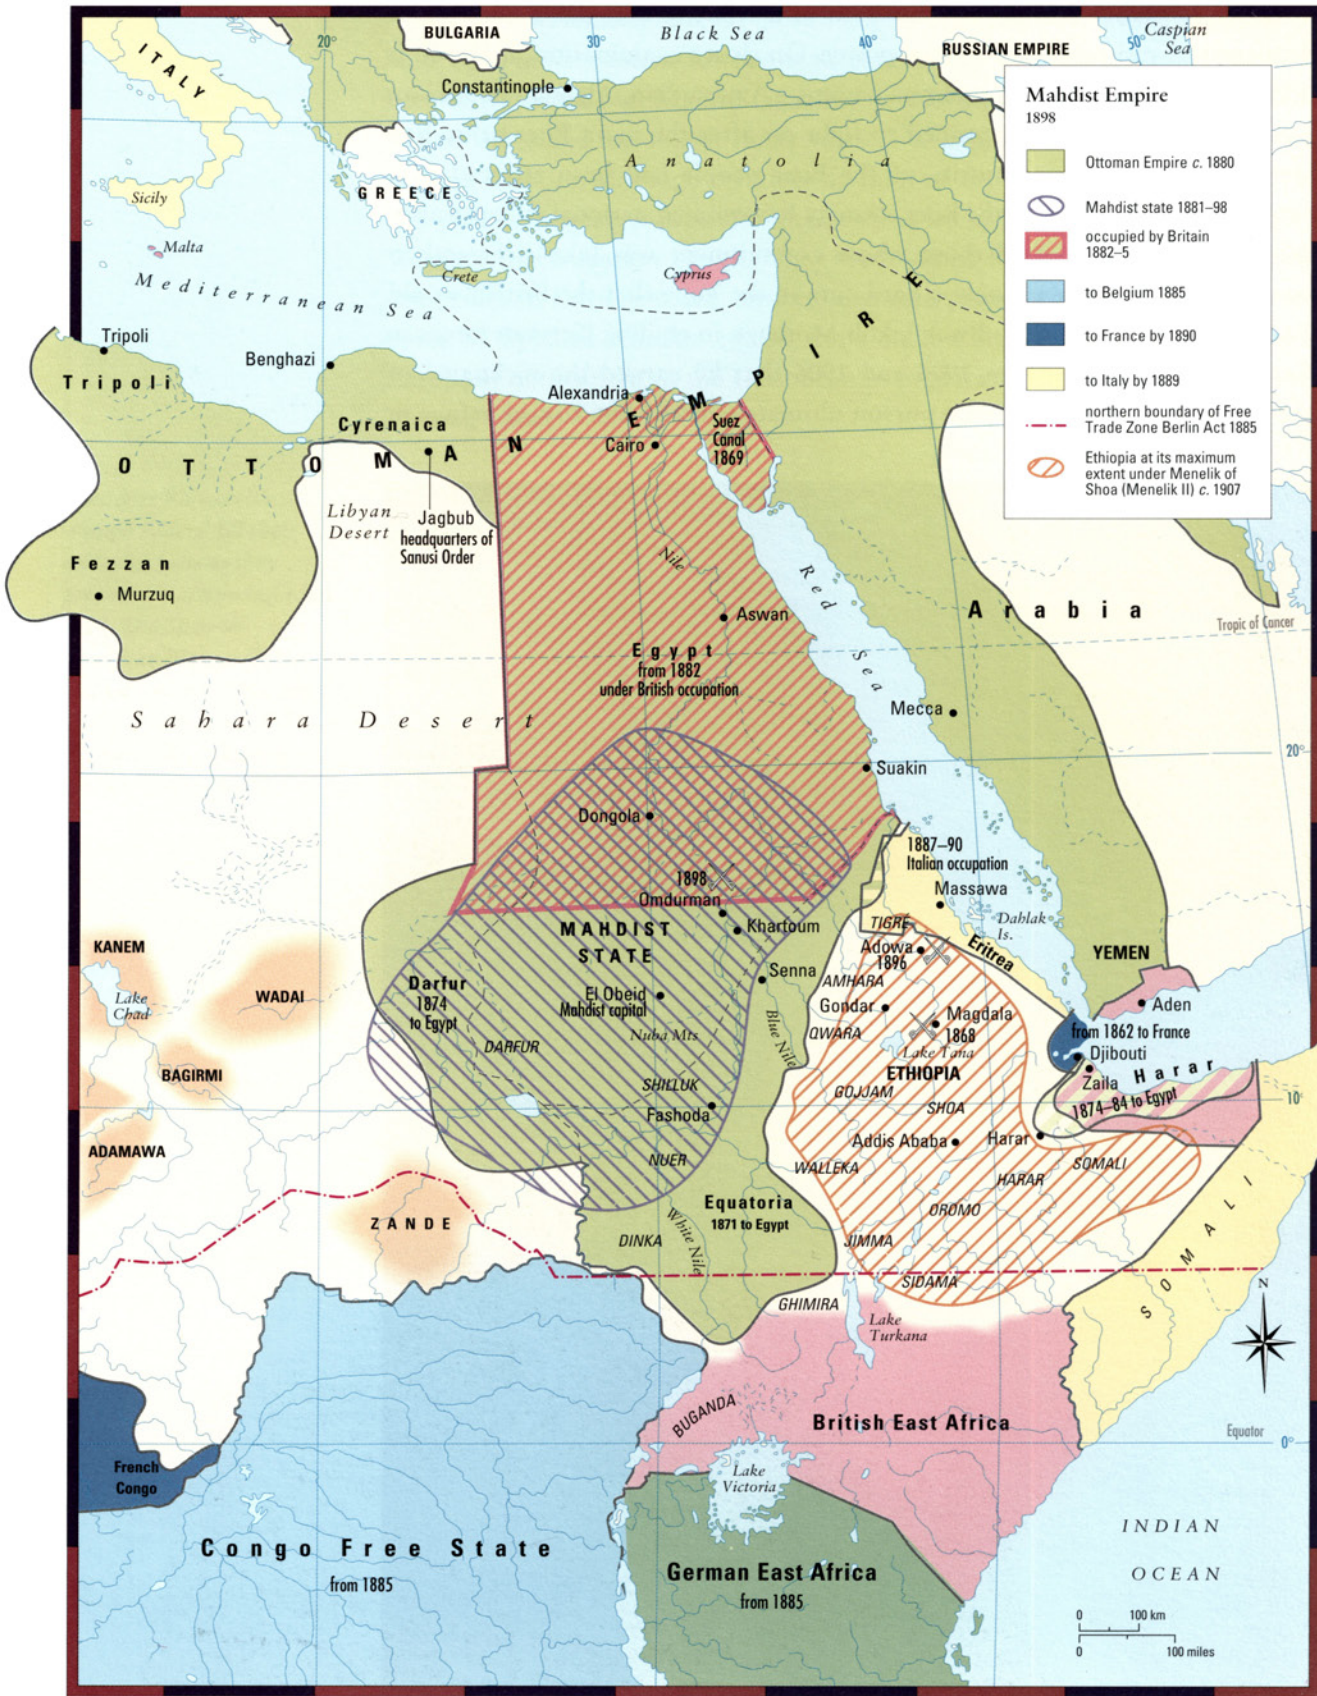 20°
BULGARIA
30°
Black Sea
40°
RUSSIAN EMPIRE
50°
Caspian
Sea
ITALY
Constantinople
Anatolia
Sicily
GREECE
Malta
Crete
Cyprus
Mediterranean Sea
Mahdist Empire
1898
Ottoman Empire c. 1880
Mahdist state 1881–98
occupied by Britain
1882–5
to Belgium 1885
to France by 1890
to Italy by 1889
northern boundary of Free
Trade Zone Berlin Act 1885
Ethiopia at its maximum
extent under Menelik of
Shoa (Menelik II) c. 1907
Tripoli
Tripoli
Benghazi
Alexandria
Cyrenaica
Cairo
Suez
Canal
1869
OTTOMAN EMPIRE
Libyan
Desert
Jagbub
headquarters of
Sanusi Order
Nile
Red Sea
Fezzan
Murzuq
Aswan
Arabia
Tropic of Cancer
Egypt
from 1882
under British occupation
Sahara Desert
Mecca
20°
Suakin
Dongola
1887–90
Italian occupation
1898
Omdurman
Massawa
Dahlak
Is.
MAHDIST
STATE
Khartoum
TIGRE
Adowa
1896
Eritrea
YEMEN
KANEM
Lake
Chad
WADAI
Darfur
1874
to Egypt
El Obeid
Mahdist capital
Senna
AMHARA
Gondar
Magdala
1868
Aden
from 1862 to France
Nuba Mts
Blue Nile
QWARA
Lake Tana
Djibouti
DARFUR
BAGIRMI
SHILLUK
ETHIOPIA
Zaila
Harar
1874–84 to Egypt
10°
GOJJAM
SHOA
Fashoda
ADAMAWA
NUER
Addis Ababa
Harar
WALLEKA
HARAR
SOMALI
ZANDE
Equatoria
1871 to Egypt
OROMO
DINKA
White Nile
JIMMA
SIDAMA
SOMALI
GHIMIRA
Lake
Turkana
N
BUGANDA
British East Africa
Equator
0°
French
Congo
Lake
Victoria
Congo Free State
from 1885
German East Africa
from 1885
INDIAN
OCEAN
0 100 km
0 100 miles